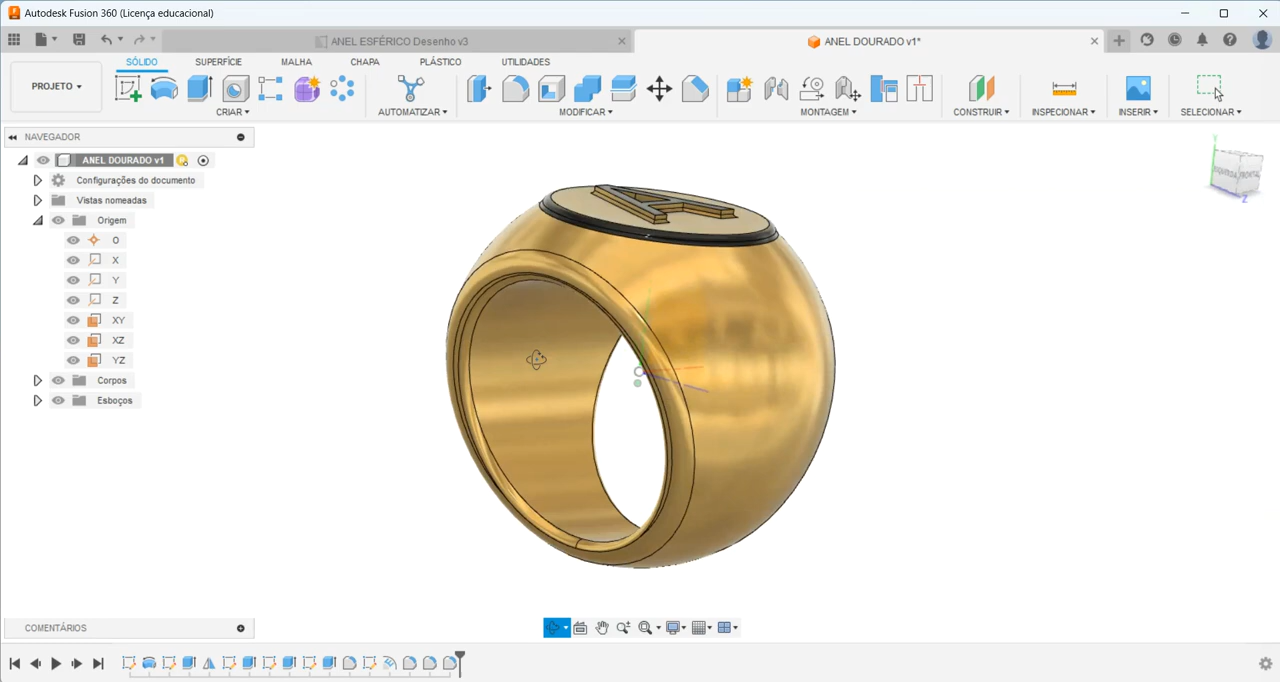 Autodesk Fusion 360 (Licença educacional)
ANEL ESFÉRICO Desenho v3
ANEL DOURADO v1*
SÓLIDO SUPERFÍCIE MALHA CHAPA PLÁSTICO UTILIDADES
PROJETO
CRIAR AUTOMATIZAR MODIFICAR MONTAGEM CONSTRUIR INSPECIONAR INSERIR SELECIONAR
NAVEGADOR
ANEL DOURADO v1
Configurações do documento
Vistas nomeadas
Origem
O
X
Y
Z
XY
XZ
YZ
Corpos
Esboços
A
Y
ESQUERDA FRONTAL
Z
COMENTÁRIOS